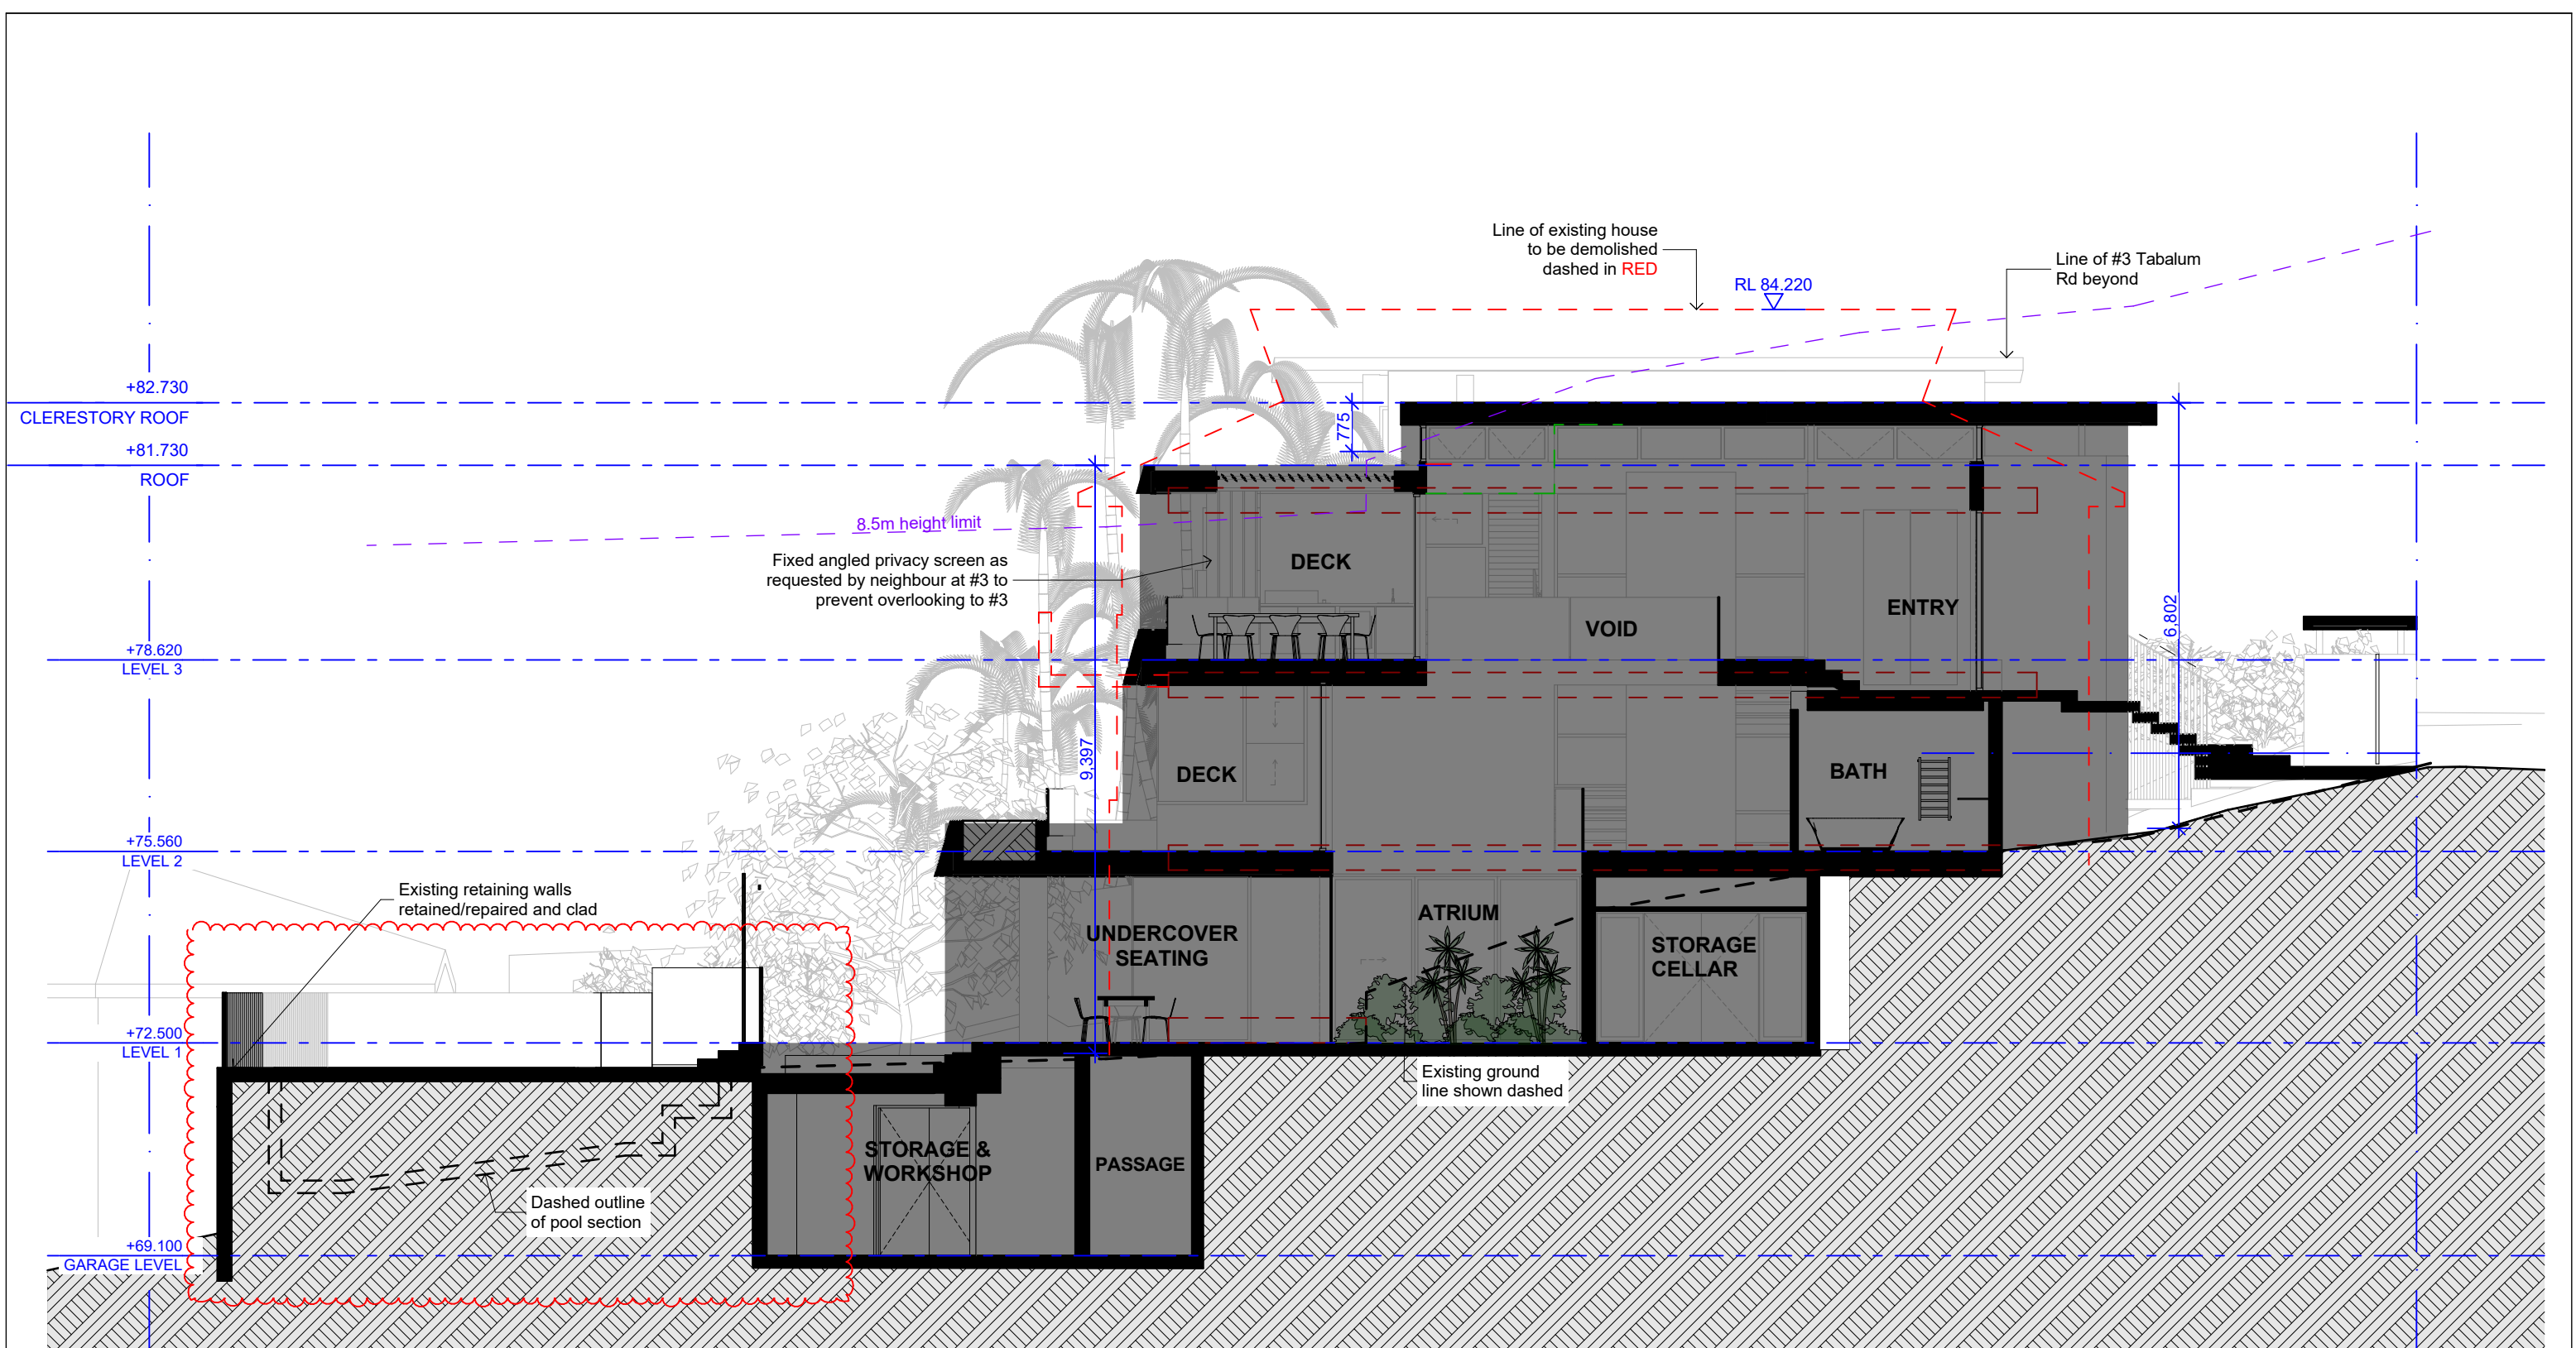 Line of existing house
to be demolished
dashed in RED
RL 84.220
Line of #3 Tabalum
Rd beyond
+82.730
CLERESTORY ROOF
775
+81.730
ROOF
8.5m height limit
Fixed angled privacy screen as
requested by neighbour at #3 to
prevent overlooking to #3
DECK
ENTRY
VOID
6,802
+78.620
LEVEL 3
9,397
DECK
BATH
+75.560
LEVEL 2
Existing retaining walls
retained/repaired and clad
UNDERCOVER
SEATING
ATRIUM
STORAGE
CELLAR
+72.500
LEVEL 1
Existing ground
line shown dashed
STORAGE &
WORKSHOP
PASSAGE
Dashed outline
of pool section
+69.100
GARAGE LEVEL